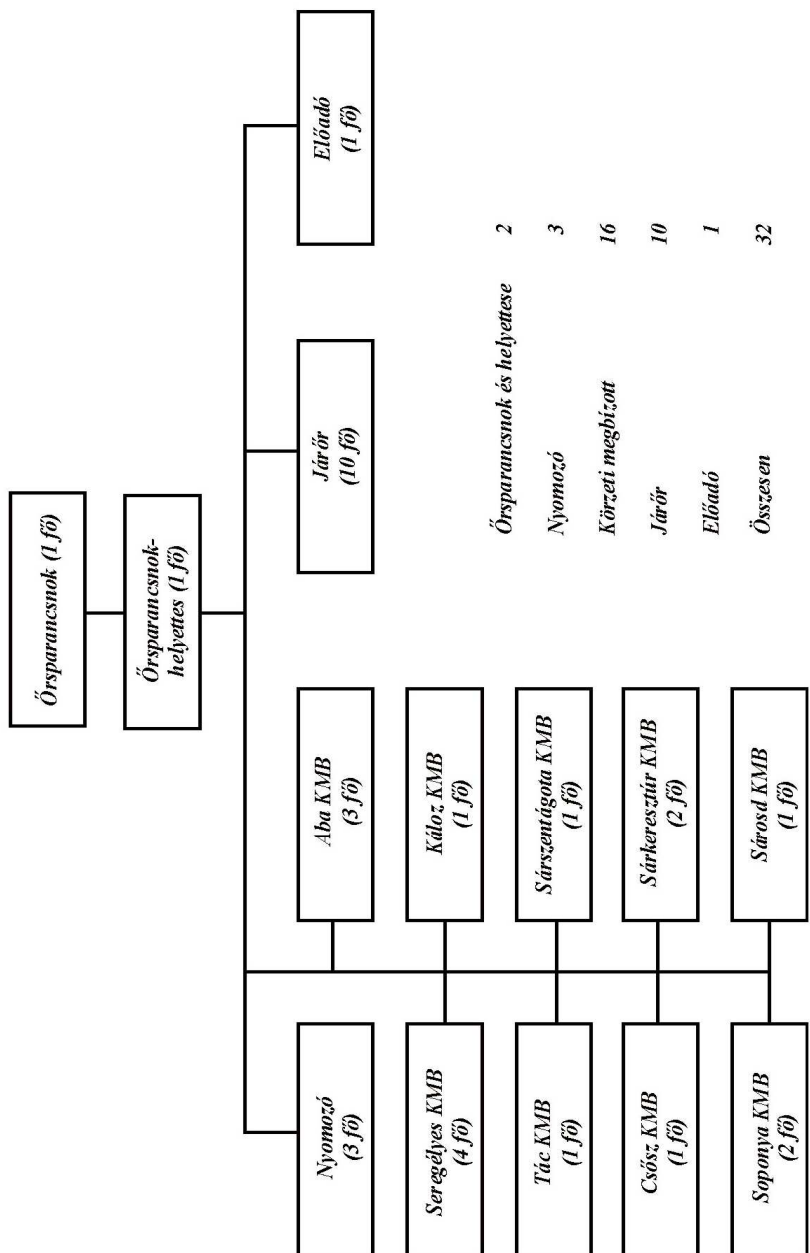 Őrsparancsnok (1 fő)
Őrsparancsnok-
helyettes (1 fő)
Nyomozó
(3 fő)
Aba KMB
(3 fő)
Járőr
(10 fő)
Előadó
(1 fő)
Seregélyes KMB
(4 fő)
Káloz KMB
(1 fő)
Tác KMB
(1 fő)
Sárszentágota KMB
(1 fő)
Csősz KMB
(1 fő)
Sárkeresztúr KMB
(2 fő)
Soponya KMB
(2 fő)
Sárosd KMB
(1 fő)
Őrsparancsnok és helyettese 2
Nyomozó 3
Körzeti megbízott 16
Járőr 10
Előadó 1
Összesen 32